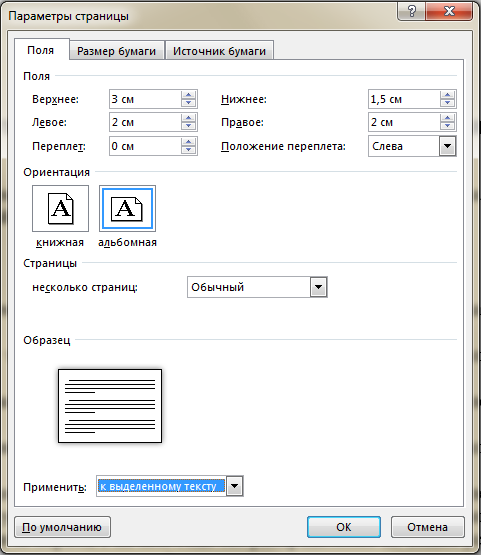 Параметры страницы
Поля Размер бумаги Источник бумаги
Поля
Верхнее: 3 см Нижнее: 1,5 см
Левое: 2 см Правое: 2 см
Переплет: 0 см Положение переплета: Слева
Ориентация
A A
книжная альбомная
Страницы
несколько страниц: Обычный
Образец
Применить: к выделенному тексту
По умолчанию ОК Отмена